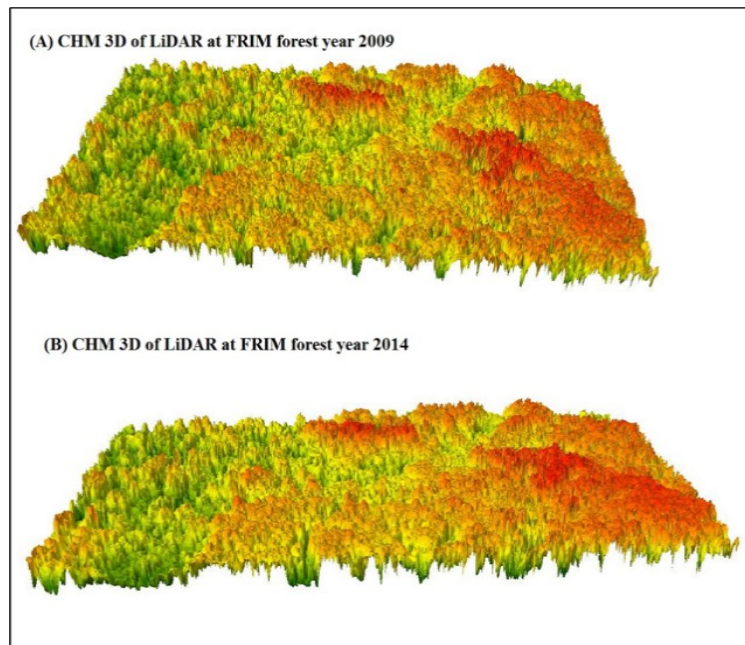 (A) CHM 3D of LiDAR at FRIM forest year 2009
(B) CHM 3D of LiDAR at FRIM forest year 2014